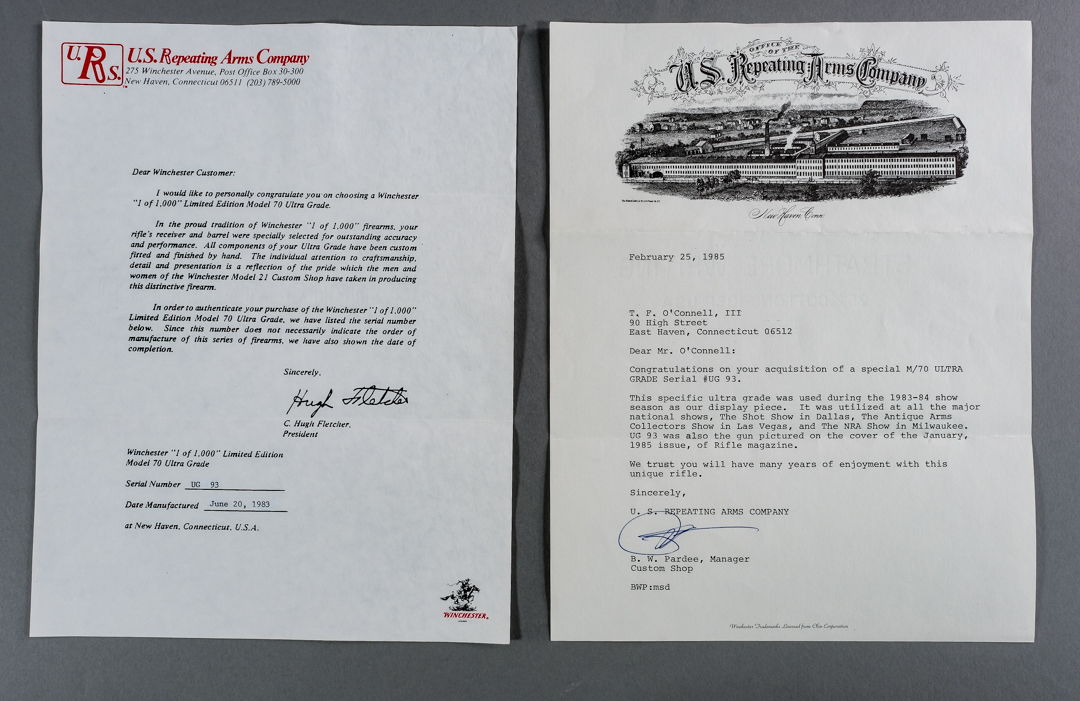 U.R.S.
U.S. Repeating Arms Company
275 Winchester Avenue, Post Office Box 30-300
New Haven, Connecticut 06511 (203) 789-5000
Dear Winchester Customer:
I would like to personally congratulate you on choosing a Winchester
"1 of 1,000" Limited Edition Model 70 Ultra Grade.
In the proud tradition of Winchester "1 of 1,000" firearms, your
rifle's receiver and barrel were specially selected for outstanding accuracy
and performance. All components of your Ultra Grade have been custom
fitted and finished by hand. The individual attention to craftsmanship,
detail and presentation is a reflection of the pride which the men and
women of the Winchester Model 21 Custom Shop have taken in producing
this distinctive firearm.
In order to authenticate your purchase of the Winchester "1 of 1,000"
Limited Edition Model 70 Ultra Grade, we have listed the serial number
below. Since this number does not necessarily indicate the order of
manufacture of this series of firearms, we have also shown the date of
completion.
Sincerely,
Hugh Fletcher
C. Hugh Fletcher,
President
Winchester "1 of 1,000" Limited Edition
Model 70 Ultra Grade
Serial Number UG 93
Date Manufactured June 20, 1983
at New Haven, Connecticut, U.S.A.
WINCHESTER
OFFICE OF THE
U.S. Repeating Arms Company
New Haven, Conn.
February 25, 1985
T. F. O'Connell, III
90 High Street
East Haven, Connecticut 06512
Dear Mr. O'Connell:
Congratulations on your acquisition of a special M/70 ULTRA
GRADE Serial #UG 93.
This specific ultra grade was used during the 1983-84 show
season as our display piece. It was utilized at all the major
national shows, The Shot Show in Dallas, The Antique Arms
Collectors Show in Las Vegas, and The NRA Show in Milwaukee.
UG 93 was also the gun pictured on the cover of the January,
1985 issue, of Rifle magazine.
We trust you will have many years of enjoyment with this
unique rifle.
Sincerely,
U. S. REPEATING ARMS COMPANY
B. W. Pardee, Manager
Custom Shop
BWP:msd
Winchester Trademarks Licensed from Olin Corporation